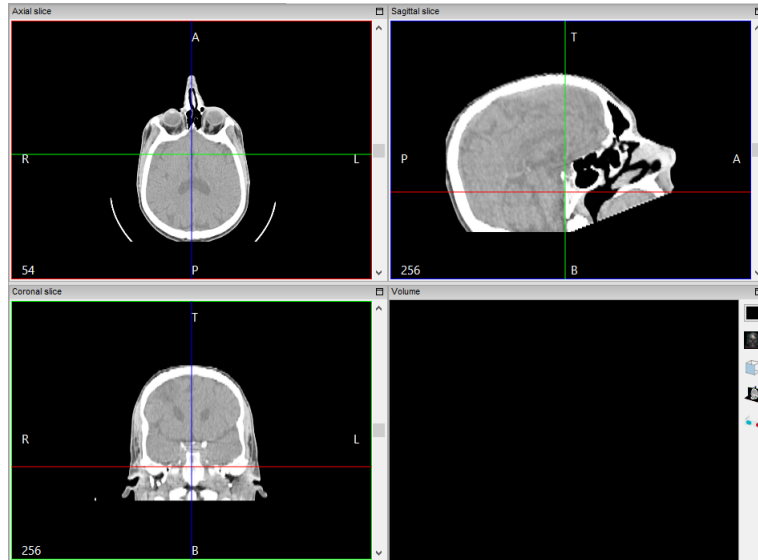 Axial slice
A
R
L
54
P
Sagittal slice
T
P
A
256
B
Coronal slice
T
R
L
256
B
Volume